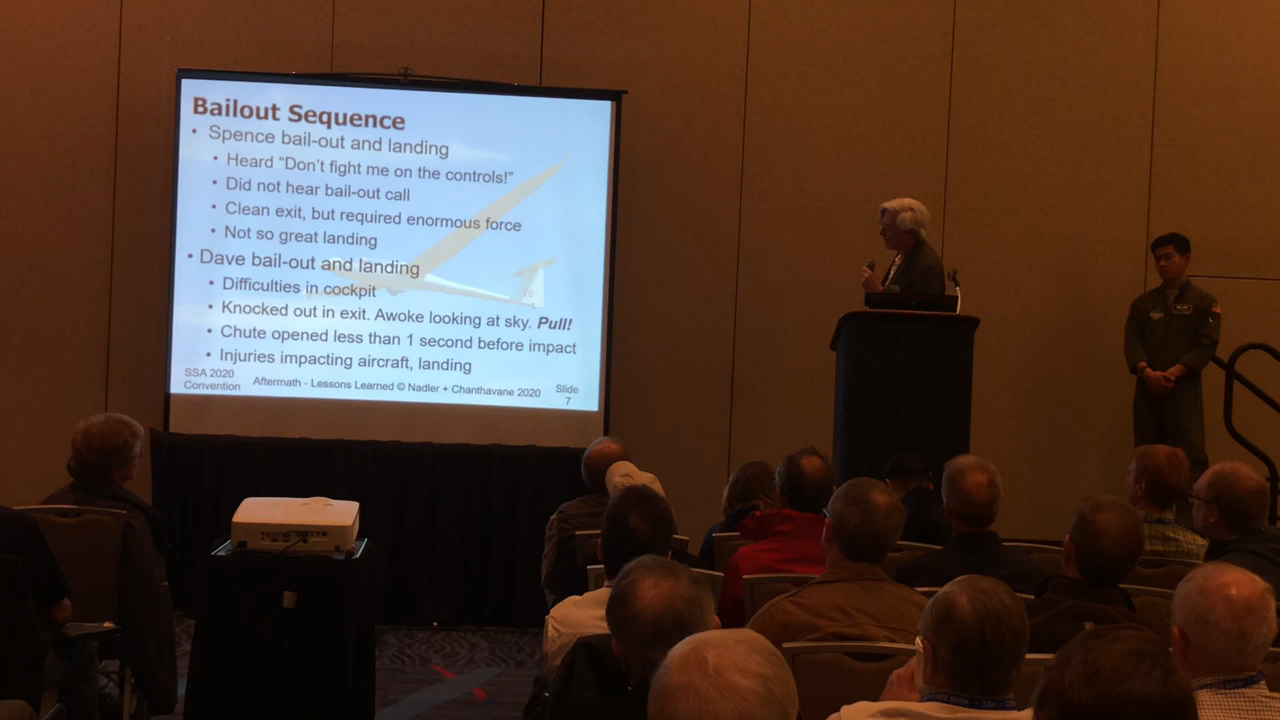 Bailout Sequence
• Spence bail-out and landing
• Heard “Don’t fight me on the controls!”
• Did not hear bail-out call
• Clean exit, but required enormous force
• Not so great landing
• Dave bail-out and landing
• Difficulties in cockpit
• Knocked out in exit. Awoke looking at sky. Pull!
• Chute opened less than 1 second before impact
• Injuries impacting aircraft, landing
SSA 2020
Convention
Aftermath - Lessons Learned © Nadler + Chanthavane 2020
Slide
7